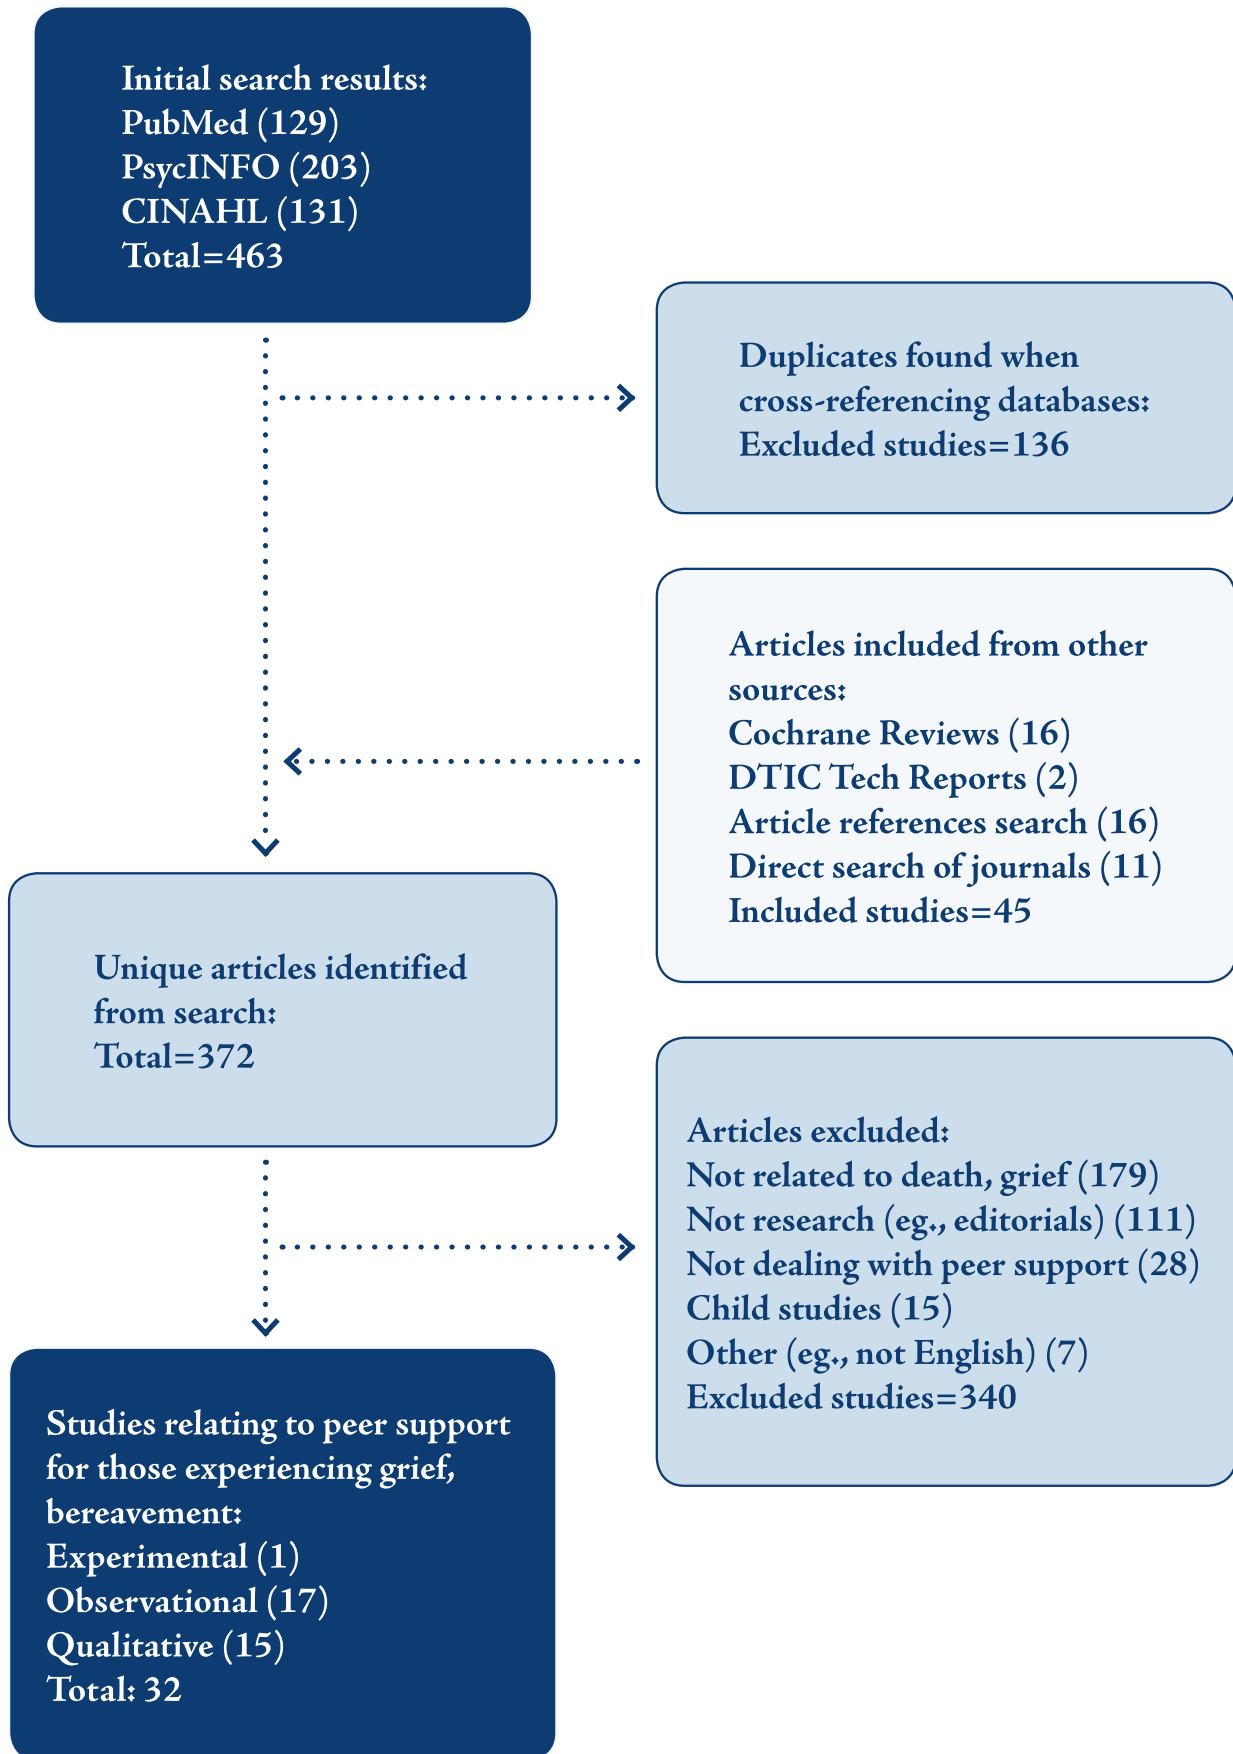 Initial search results:
PubMed (129)
PsycINFO (203)
CINAHL (131)
Total=463
Duplicates found when
cross-referencing databases:
Excluded studies=136
Articles included from other
sources:
Cochrane Reviews (16)
DTIC Tech Reports (2)
Article references search (16)
Direct search of journals (11)
Included studies=45
Unique articles identified
from search:
Total=372
Articles excluded:
Not related to death, grief (179)
Not research (eg., editorials) (111)
Not dealing with peer support (28)
Child studies (15)
Other (eg., not English) (7)
Excluded studies=340
Studies relating to peer support
for those experiencing grief,
bereavement:
Experimental (1)
Observational (17)
Qualitative (15)
Total: 32